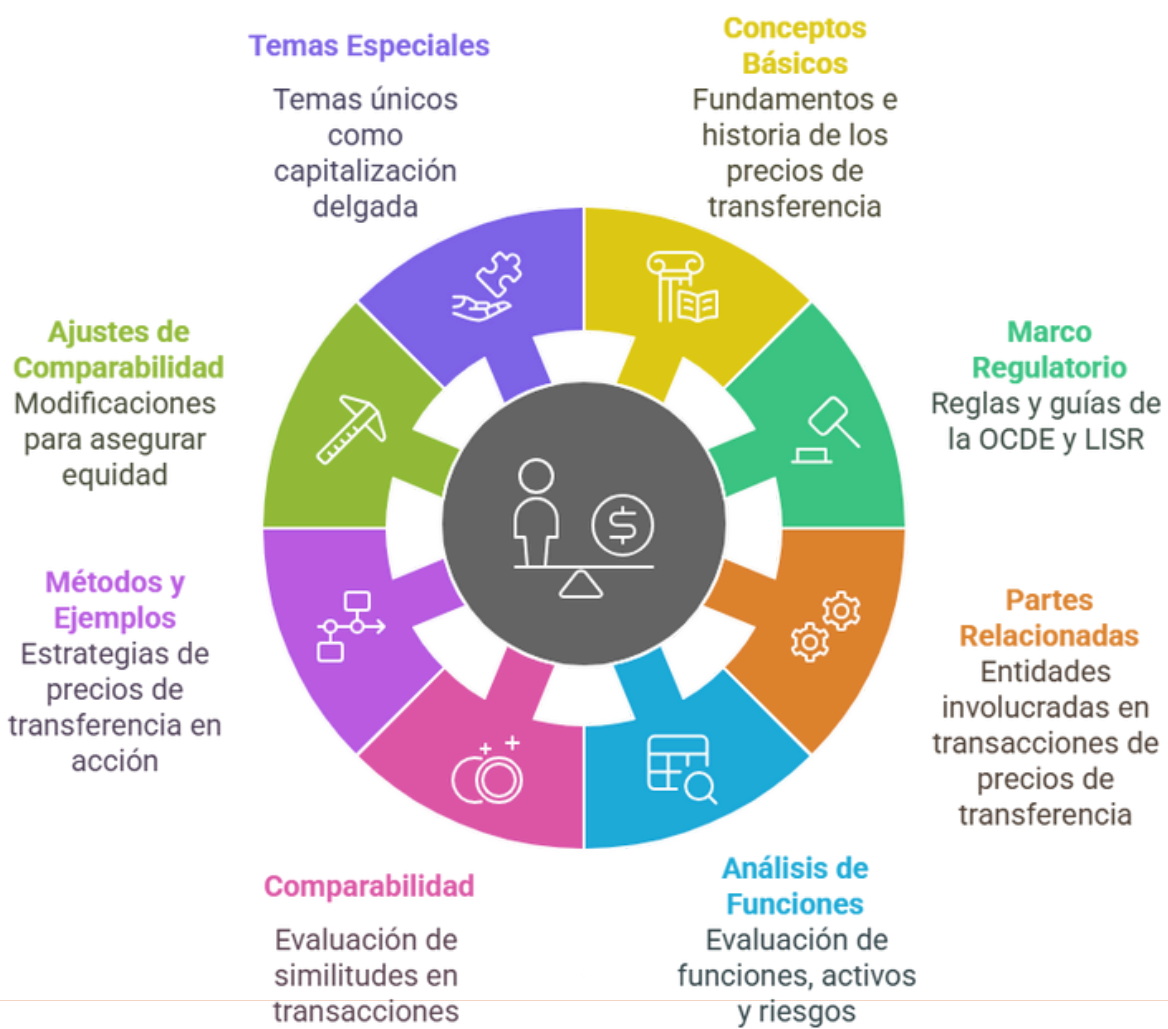 Temas Especiales
Temas únicos
como
capitalización
delgada
Conceptos
Básicos
Fundamentos e
historia de los
precios de
transferencia
Marco
Regulatorio
Reglas y guías de
la OCDE y LISR
Partes
Relacionadas
Entidades
involucradas en
transacciones de
precios de
transferencia
Análisis de
Funciones
Evaluación de
funciones, activos
y riesgos
Comparabilidad
Evaluación de
similitudes en
transacciones
Métodos y
Ejemplos
Estrategias de
precios de
transferencia en
acción
Ajustes de
Comparabilidad
Modificaciones
para asegurar
equidad
$